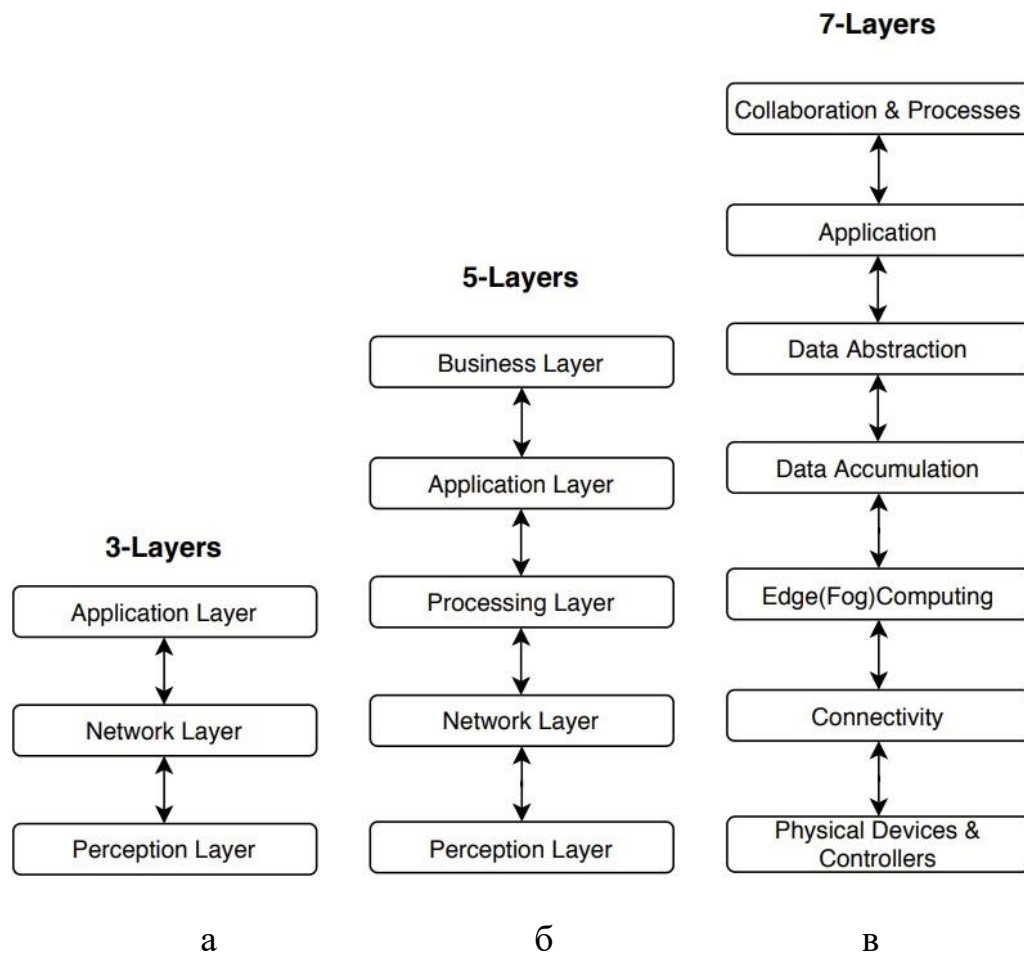 3-Layers
Application Layer
Network Layer
Perception Layer
а
5-Layers
Business Layer
Application Layer
Processing Layer
Network Layer
Perception Layer
б
7-Layers
Collaboration & Processes
Application
Data Abstraction
Data Accumulation
Edge(Fog)Computing
Connectivity
Physical Devices &
Controllers
в